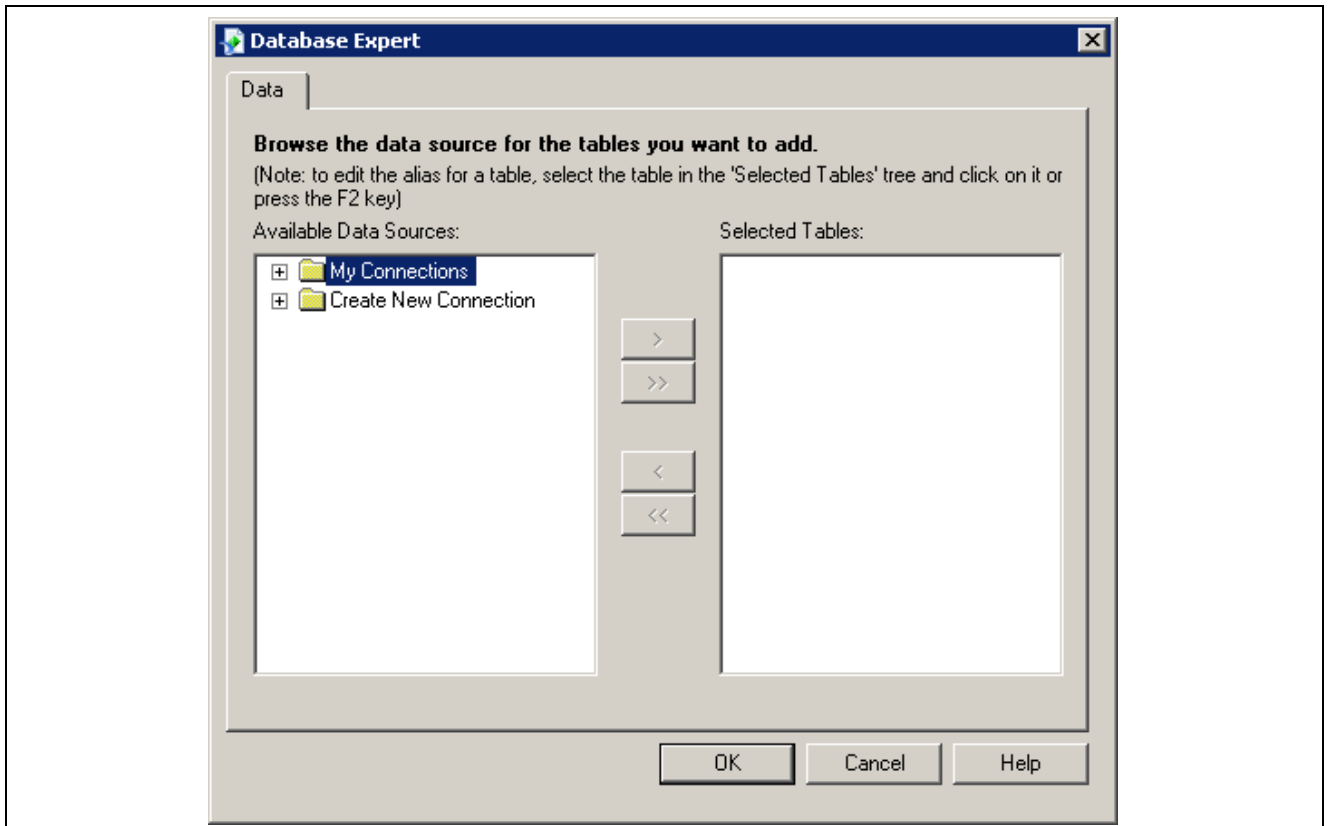 Database Expert
Data
Browse the data source for the tables you want to add.
(Note: to edit the alias for a table, select the table in the 'Selected Tables' tree and click on it or
press the F2 key)
Available Data Sources:
Selected Tables:
My Connections
Create New Connection
>
>>
<
<<
OK
Cancel
Help